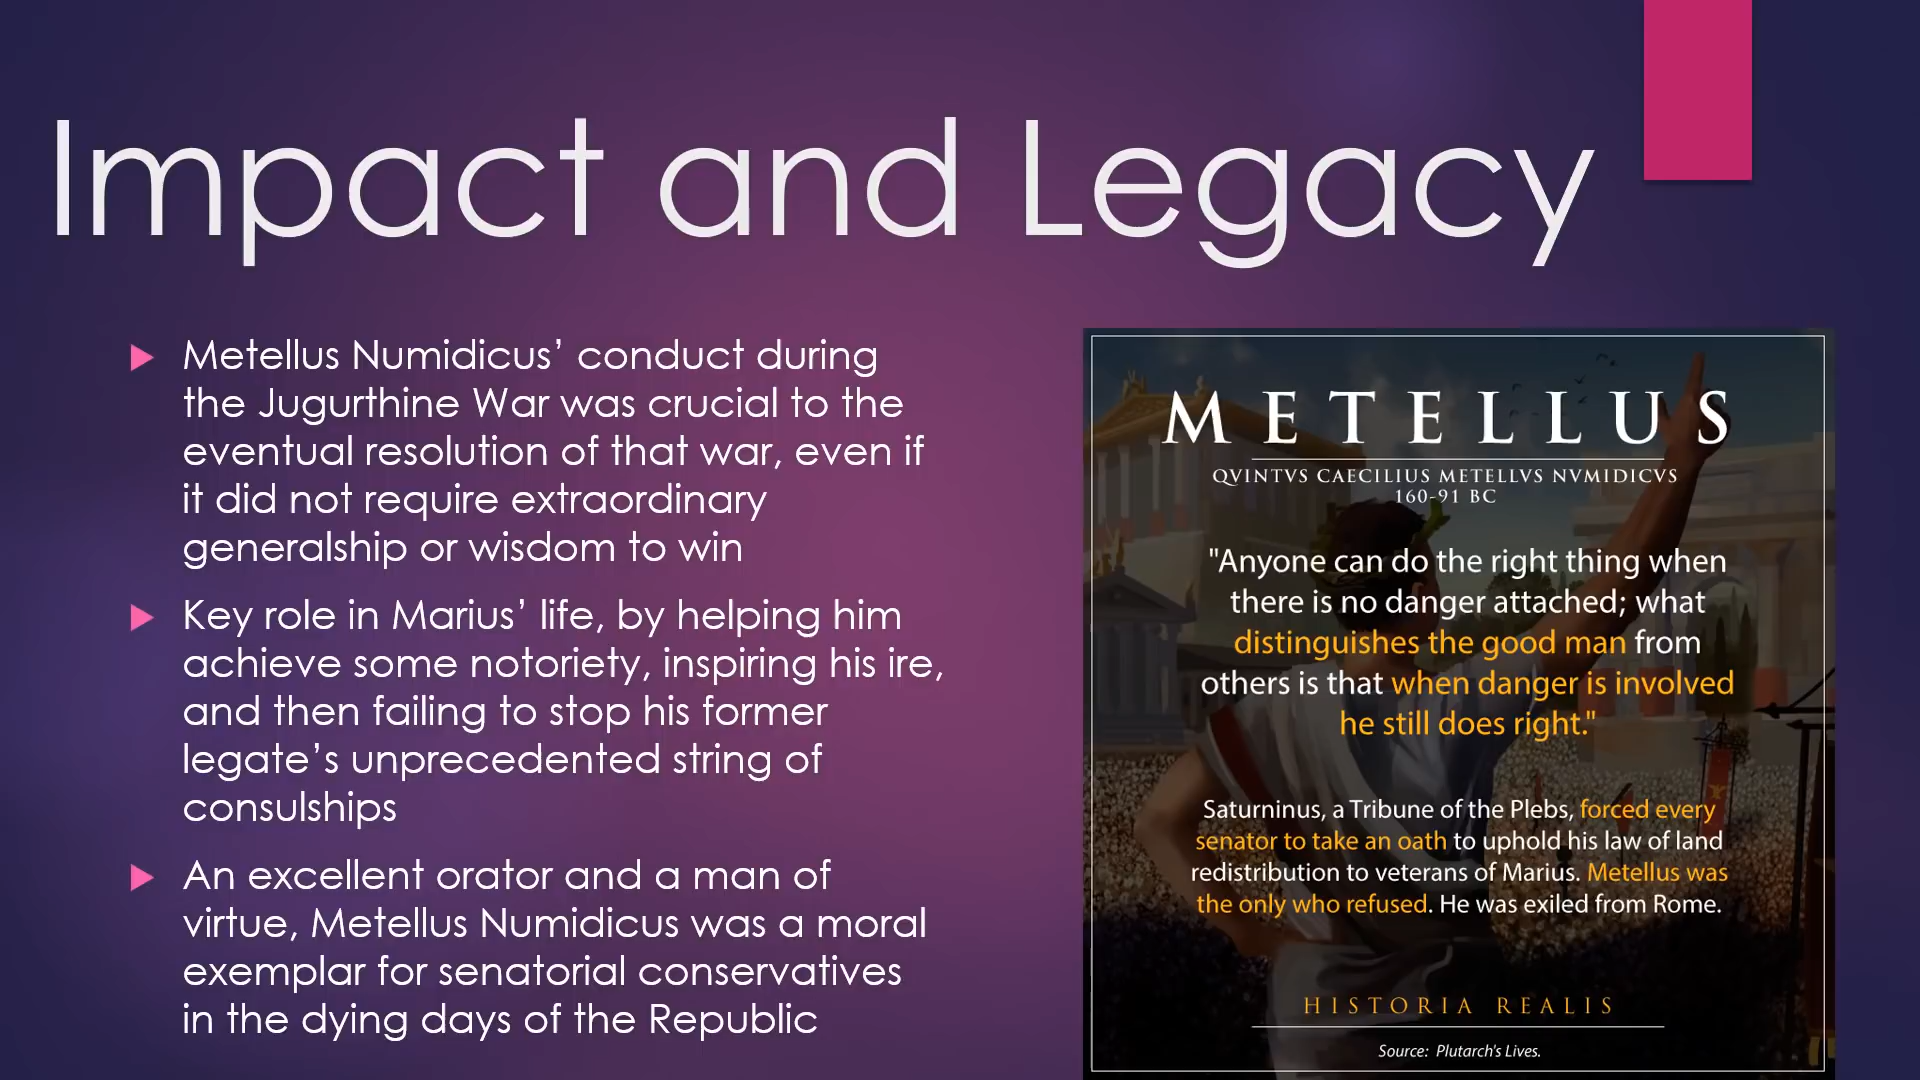 Impact and Legacy
Metellus Numidicus’ conduct during
the Jugurthine War was crucial to the
eventual resolution of that war, even if
it did not require extraordinary
generalship or wisdom to win
Key role in Marius’ life, by helping him
achieve some notoriety, inspiring his ire,
and then failing to stop his former
legate’s unprecedented string of
consulships
An excellent orator and a man of
virtue, Metellus Numidicus was a moral
exemplar for senatorial conservatives
in the dying days of the Republic
METELLUS
QVINTVS CAECILIUS METELLVS NVMIDICVS
160-91 BC
"Anyone can do the right thing when
there is no danger attached; what
distinguishes the good man from
others is that when danger is involved
he still does right."
Saturninus, a Tribune of the Plebs, forced every
senator to take an oath to uphold his law of land
redistribution to veterans of Marius. Metellus was
the only who refused. He was exiled from Rome.
HISTORIA REALIS
Source: Plutarch's Lives.